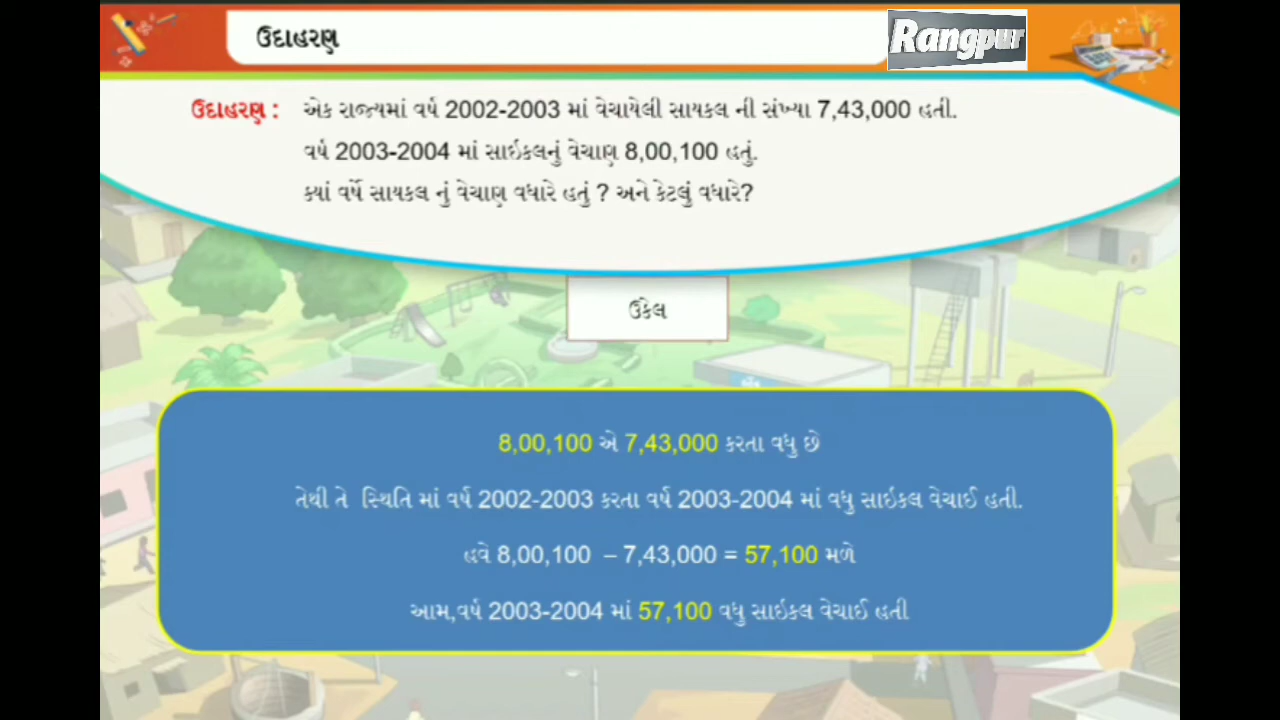 ઉદાહરણ
Rangpur
ઉદાહરણ : એક રાજ્યમાં વર્ષ 2002-2003 માં વેચાયેલી સાયકલ ની સંખ્યા 7,43,000 હતી.
વર્ષ 2003-2004 માં સાઇકલનું વેચાણ 8,00,100 હતું.
ક્યાં વર્ષે સાયકલ નું વેચાણ વધારે હતું ? અને કેટલું વધારે?
ઉકેલ
8,00,100 એ 7,43,000 કરતા વધુ છે
તેથી તે સ્થિતિ માં વર્ષ 2002-2003 કરતા વર્ષ 2003-2004 માં વધુ સાઇકલ વેચાઈ હતી.
હવે 8,00,100 – 7,43,000 = 57,100 મળે
આમ,વર્ષ 2003-2004 માં 57,100 વધુ સાઇકલ વેચાઈ હતી